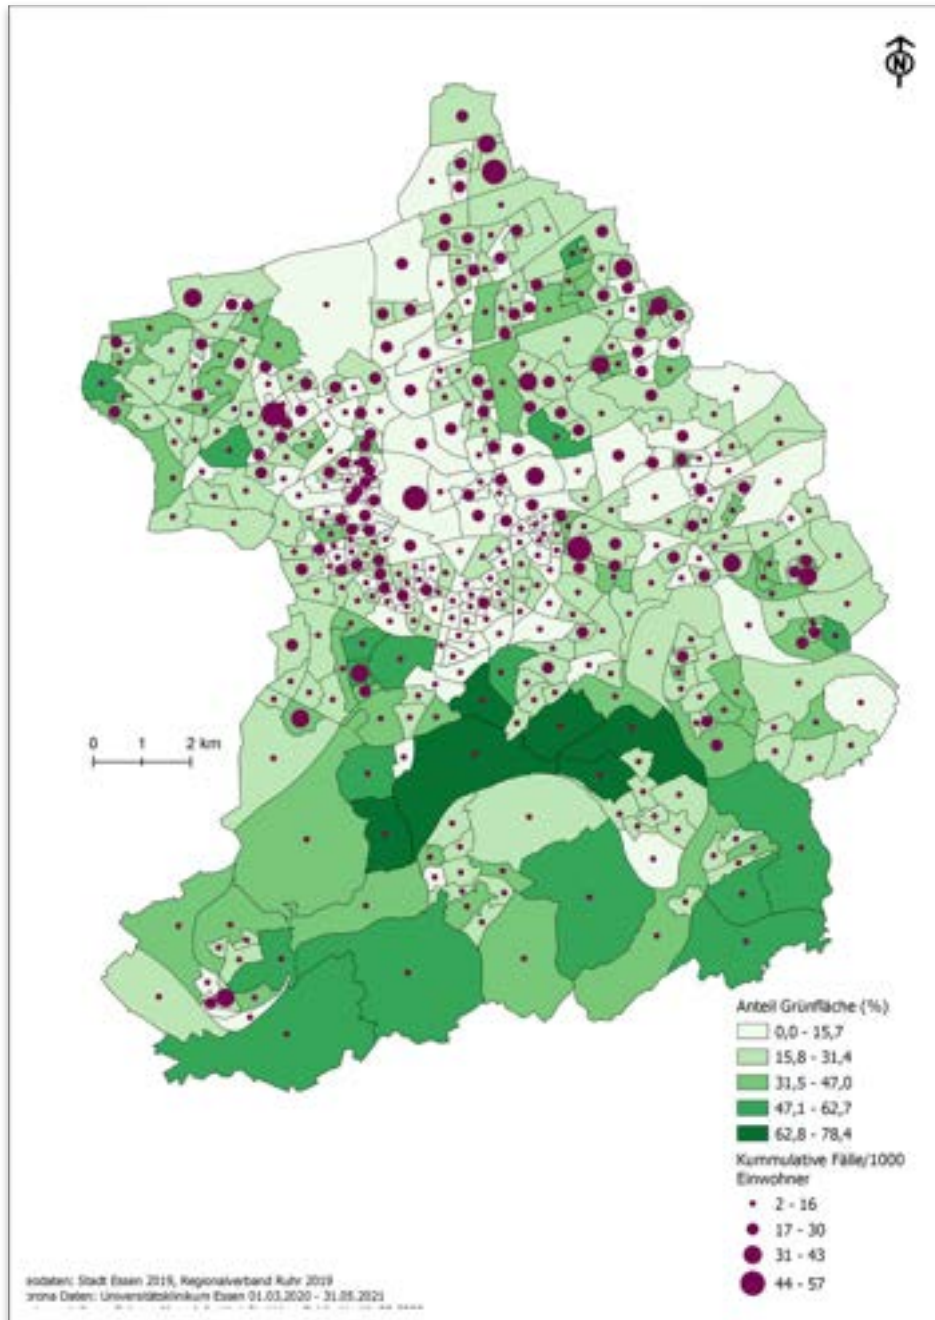 N
0 1 2 km
Anteil Grünfläche (%)
0,0 - 15,7
15,8 - 31,4
31,5 - 47,0
47,1 - 62,7
62,8 - 78,4
Kummulative Fälle/1000
Einwohner
2 - 16
17 - 30
31 - 43
44 - 57
eodaten: Stadt Essen 2019, Regionalverband Ruhr 2019
orona Daten: Universitätsklinikum Essen 01.03.2020 - 31.05.2021